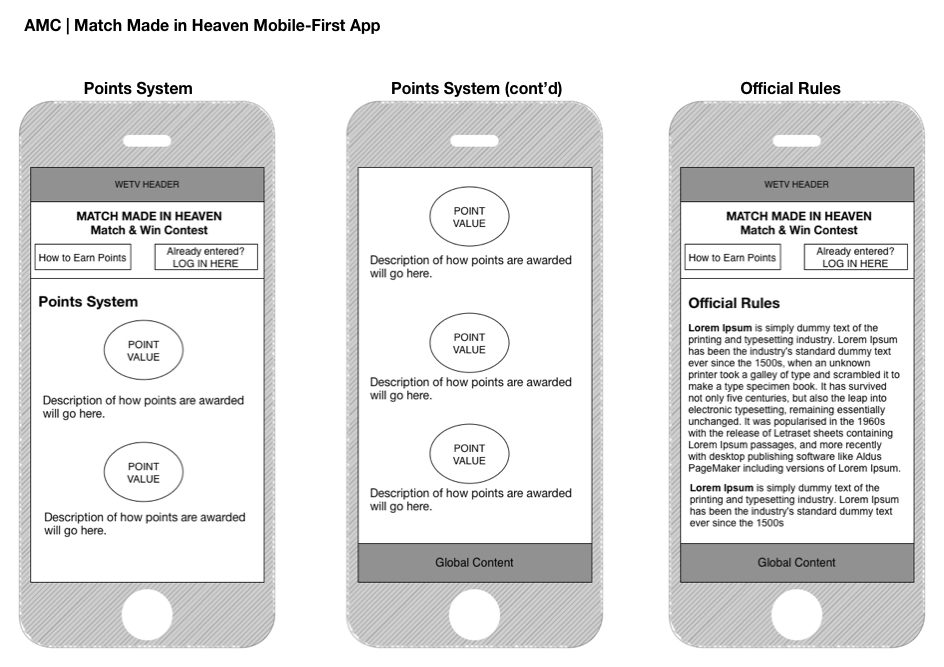 AMC | Match Made in Heaven Mobile-First App
Points System
WETV HEADER
MATCH MADE IN HEAVEN
Match & Win Contest
How to Earn Points
Already entered?
LOG IN HERE
Points System
POINT
VALUE
Description of how points are awarded
will go here.
POINT
VALUE
Description of how points are awarded
will go here.
Points System (cont'd)
POINT
VALUE
Description of how points are awarded
will go here.
POINT
VALUE
Description of how points are awarded
will go here.
POINT
VALUE
Description of how points are awarded
will go here.
Global Content
Official Rules
WETV HEADER
MATCH MADE IN HEAVEN
Match & Win Contest
How to Earn Points
Already entered?
LOG IN HERE
Official Rules
Lorem Ipsum is simply dummy text of the
printing and typesetting industry. Lorem Ipsum
has been the industry's standard dummy text
ever since the 1500s, when an unknown
printer took a galley of type and scrambled it to
make a type specimen book. It has survived
not only five centuries, but also the leap into
electronic typesetting, remaining essentially
unchanged. It was popularised in the 1960s
with the release of Letraset sheets containing
Lorem Ipsum passages, and more recently
with desktop publishing software like Aldus
PageMaker including versions of Lorem Ipsum.
Lorem Ipsum is simply dummy text of the
printing and typesetting industry. Lorem Ipsum
has been the industry's standard dummy text
ever since the 1500s
Global Content